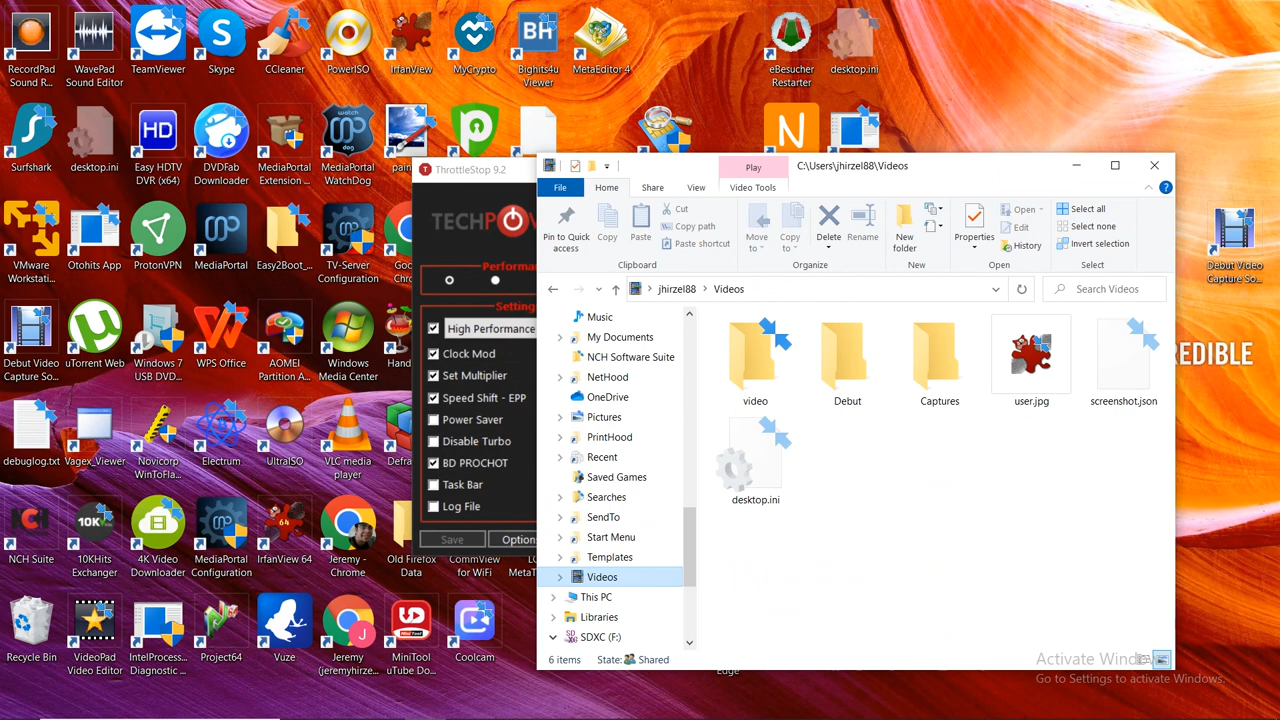 RecordPad
Sound R...
WavePad
Sound Editor
TeamViewer
Skype
CCleaner
PowerISO
IrfanView
MyCrypto
BH
Bighits4u
Viewer
MetaEditor 4
eBesucher
Restarter
desktop.ini
Surfshark
desktop.ini
HD
Easy HDTV
DVR (x64)
DVDFab
Downloader
MediaPortal
Extension ...
watch
dog
MediaPortal
WatchDog
VMware
Workstati...
Otohits App
ProtonVPN
MediaPortal
Easy2Boot_...
TV-Server
Configuration
Debut Video
Capture So...
uTorrent Web
Windows 7
USB DVD...
WPS Office
AOMEI
Partition A...
Windows
Media Center
debuglog.txt
Vagex_Viewer
Novicorp
WinToFla...
Electrum
UltraISO
VLC media
player
NCH
NCH Suite
10KHits
Exchanger
4K Video
Downloader
MediaPortal
Configuration
64
IrfanView 64
Jeremy -
Chrome
Old Firefox
Data
CommView
for WiFi
Recycle Bin
VideoPad
Video Editor
IntelProcess...
Diagnostic ...
Project64
Vuze
J
Jeremy
(jeremyhirze...
MiniTool
uTube Do...
Coolcam
Edge
Debut Video
Capture So...
REDIBLE
ThrottleStop 9.2
TECHPOW
Performa
Setting
High Performance
Clock Mod
Set Multiplier
Speed Shift - EPP
Power Saver
Disable Turbo
BD PROCHOT
Task Bar
Log File
Save
Option
Play
C:\Users\jhirzel88\Videos
File
Home
Share
View
Video Tools
Pin to Quick
access
Copy
Paste
Cut
Copy path
Paste shortcut
Clipboard
Move
to
Copy
to
Delete
Rename
Organize
New
folder
New
Properties
Open
Edit
History
Open
Select all
Select none
Invert selection
Select
jhirzel88
Videos
Search Videos
Music
My Documents
NCH Software Suite
NetHood
OneDrive
Pictures
PrintHood
Recent
Saved Games
Searches
SendTo
Start Menu
Templates
Videos
This PC
Libraries
SDXC (F:)
video
Debut
Captures
user.jpg
screenshot.json
desktop.ini
6 items
State:
Shared
Go to Settings to activate Windows.